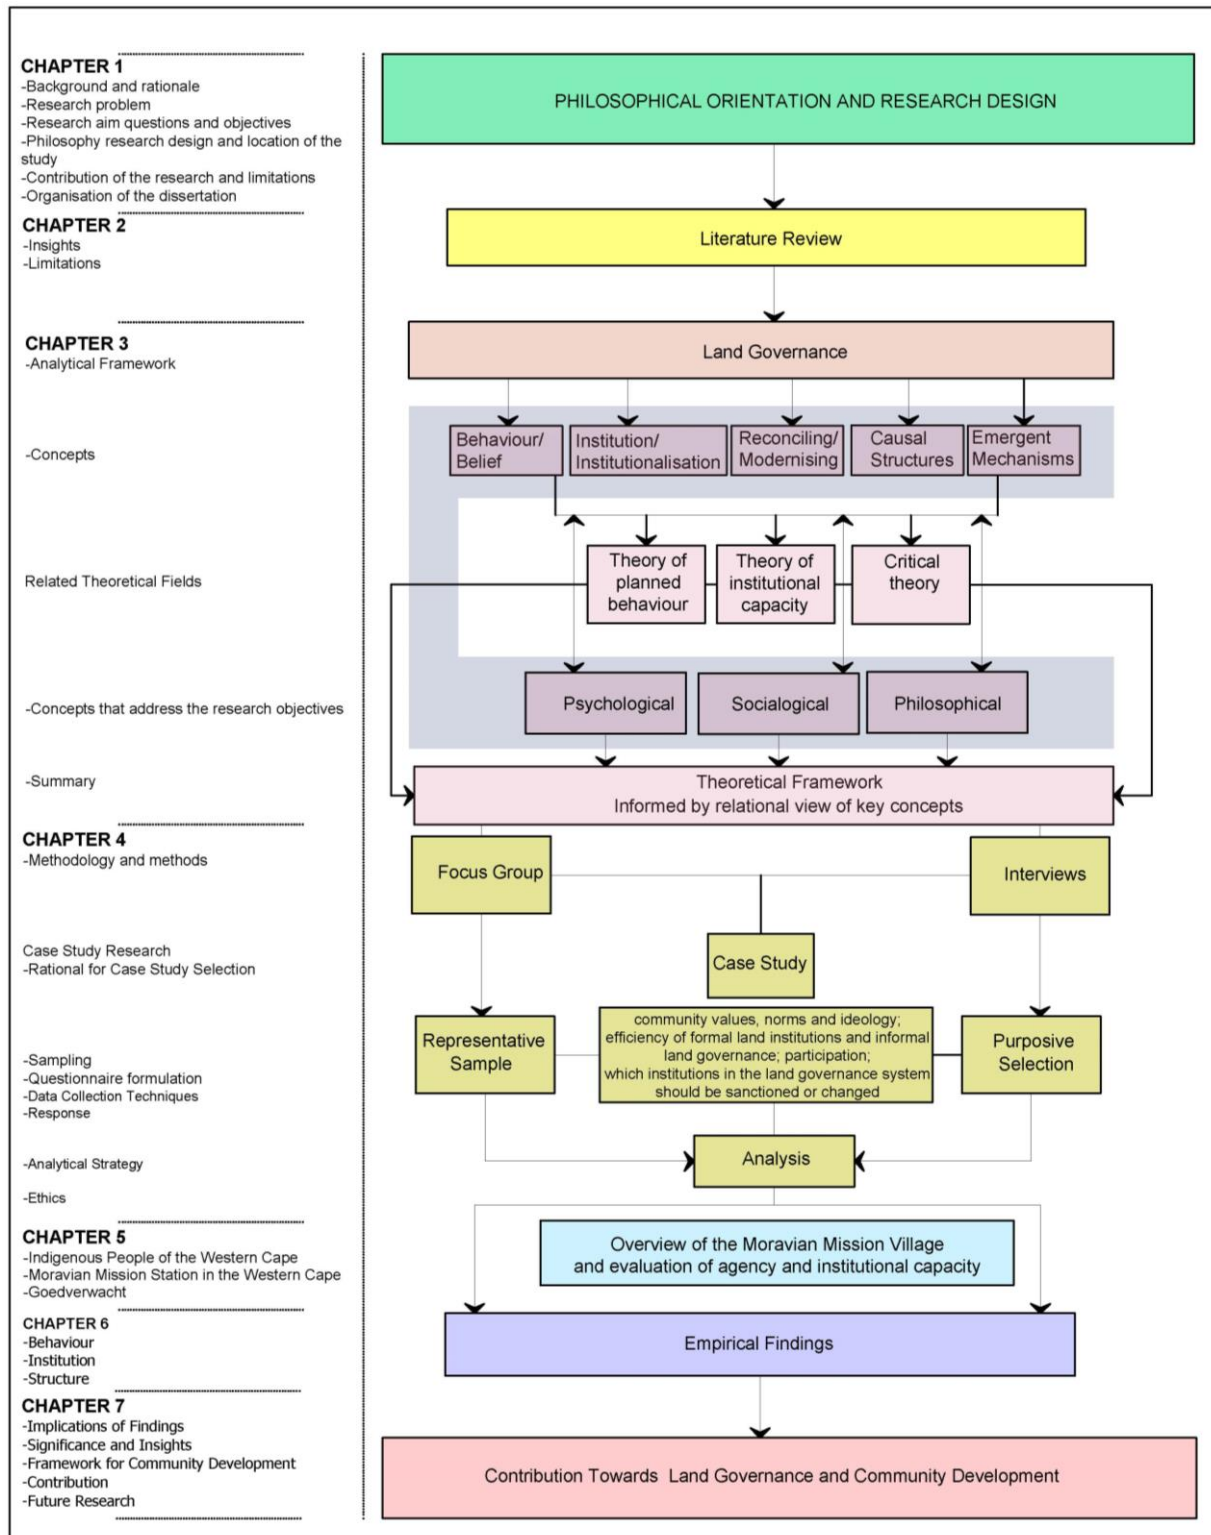 CHAPTER 1
-Background and rationale
-Research problem
-Research aim questions and objectives
-Philosophy research design and location of the
study
-Contribution of the research and limitations
-Organisation of the dissertation
PHILOSOPHICAL ORIENTATION AND RESEARCH DESIGN
CHAPTER 2
-Insights
-Limitations
Literature Review
CHAPTER 3
-Analytical Framework
Land Governance
-Concepts
Behaviour/
Belief
Institution/
Institutionalisation
Reconciling/
Modernising
Causal
Structures
Emergent
Mechanisms
Related Theoretical Fields
Theory of
planned
behaviour
Theory of
institutional
capacity
Critical
theory
-Concepts that address the research objectives
Psychological
Socialogical
Philosophical
-Summary
Theoretical Framework
Informed by relational view of key concepts
CHAPTER 4
-Methodology and methods
Focus Group
Interviews
Case Study Research
-Rational for Case Study Selection
Case Study
-Sampling
-Questionnaire formulation
-Data Collection Techniques
-Response
Representative
Sample
community values, norms and ideology;
efficiency of formal land institutions and informal
land governance; participation;
which institutions in the land governance system
should be sanctioned or changed
Purposive
Selection
-Analytical Strategy
Analysis
-Ethics
CHAPTER 5
-Indigenous People of the Western Cape
-Moravian Mission Station in the Western Cape
-Goedverwacht
Overview of the Moravian Mission Village
and evaluation of agency and institutional capacity
CHAPTER 6
-Behaviour
-Institution
-Structure
Empirical Findings
CHAPTER 7
-Implications of Findings
-Significance and Insights
-Framework for Community Development
-Contribution
-Future Research
Contribution Towards Land Governance and Community Development